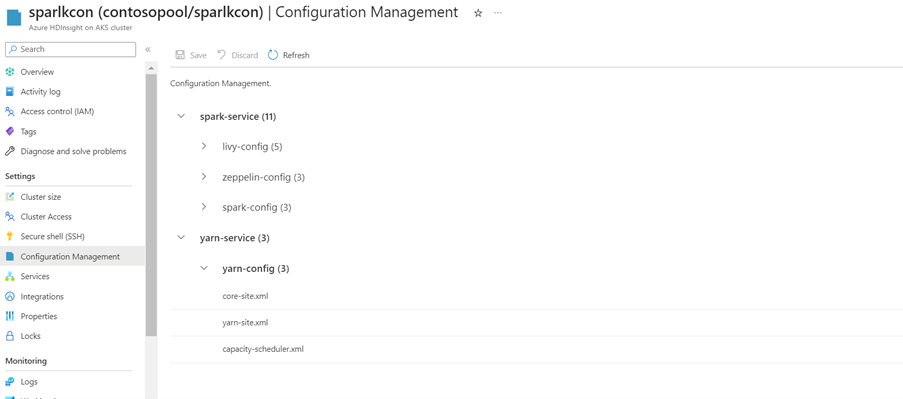 sparlkcon (contosopool/sparlkcon) | Configuration Management
Azure HDInsight on AKS cluster
Search
Overview
Activity log
Access control (IAM)
Tags
Diagnose and solve problems
Settings
Cluster size
Cluster Access
Secure shell (SSH)
Configuration Management
Services
Integrations
Properties
Locks
Monitoring
Logs
Save Discard Refresh
Configuration Management.
spark-service (11)
livy-config (5)
zeppelin-config (3)
spark-config (3)
yarn-service (3)
yarn-config (3)
core-site.xml
yarn-site.xml
capacity-scheduler.xml